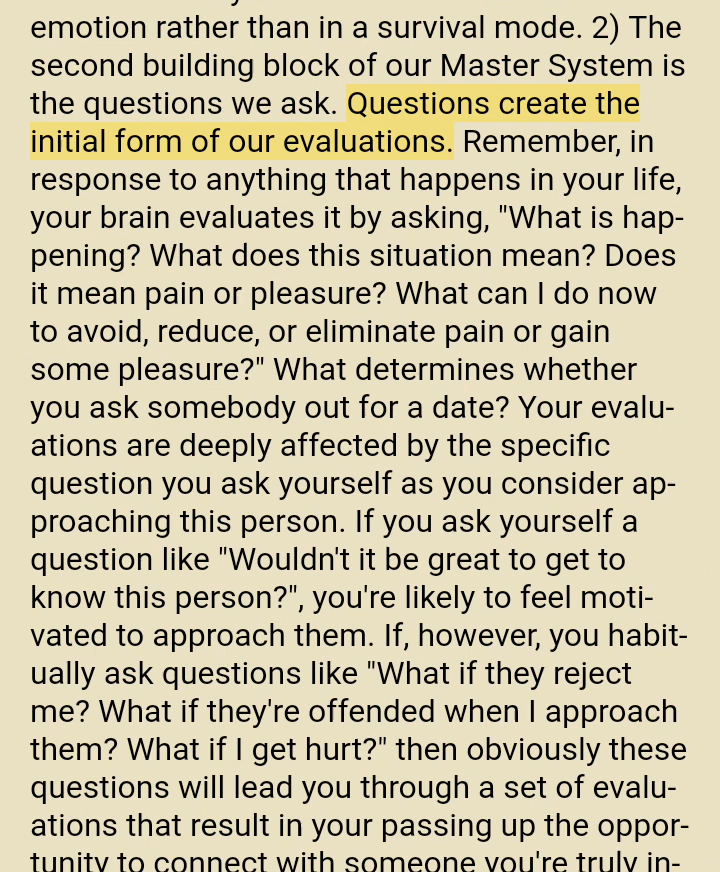 emotion rather than in a survival mode. 2) The
second building block of our Master System is
the questions we ask. Questions create the
initial form of our evaluations. Remember, in
response to anything that happens in your life,
your brain evaluates it by asking, "What is hap-
pening? What does this situation mean? Does
it mean pain or pleasure? What can I do now
to avoid, reduce, or eliminate pain or gain
some pleasure?" What determines whether
you ask somebody out for a date? Your evalu-
ations are deeply affected by the specific
question you ask yourself as you consider ap-
proaching this person. If you ask yourself a
question like "Wouldn't it be great to get to
know this person?", you're likely to feel moti-
vated to approach them. If, however, you habit-
ually ask questions like "What if they reject
me? What if they're offended when I approach
them? What if I get hurt?" then obviously these
questions will lead you through a set of evalu-
ations that result in your passing up the oppor-
tunity to connect with someone you're truly in-